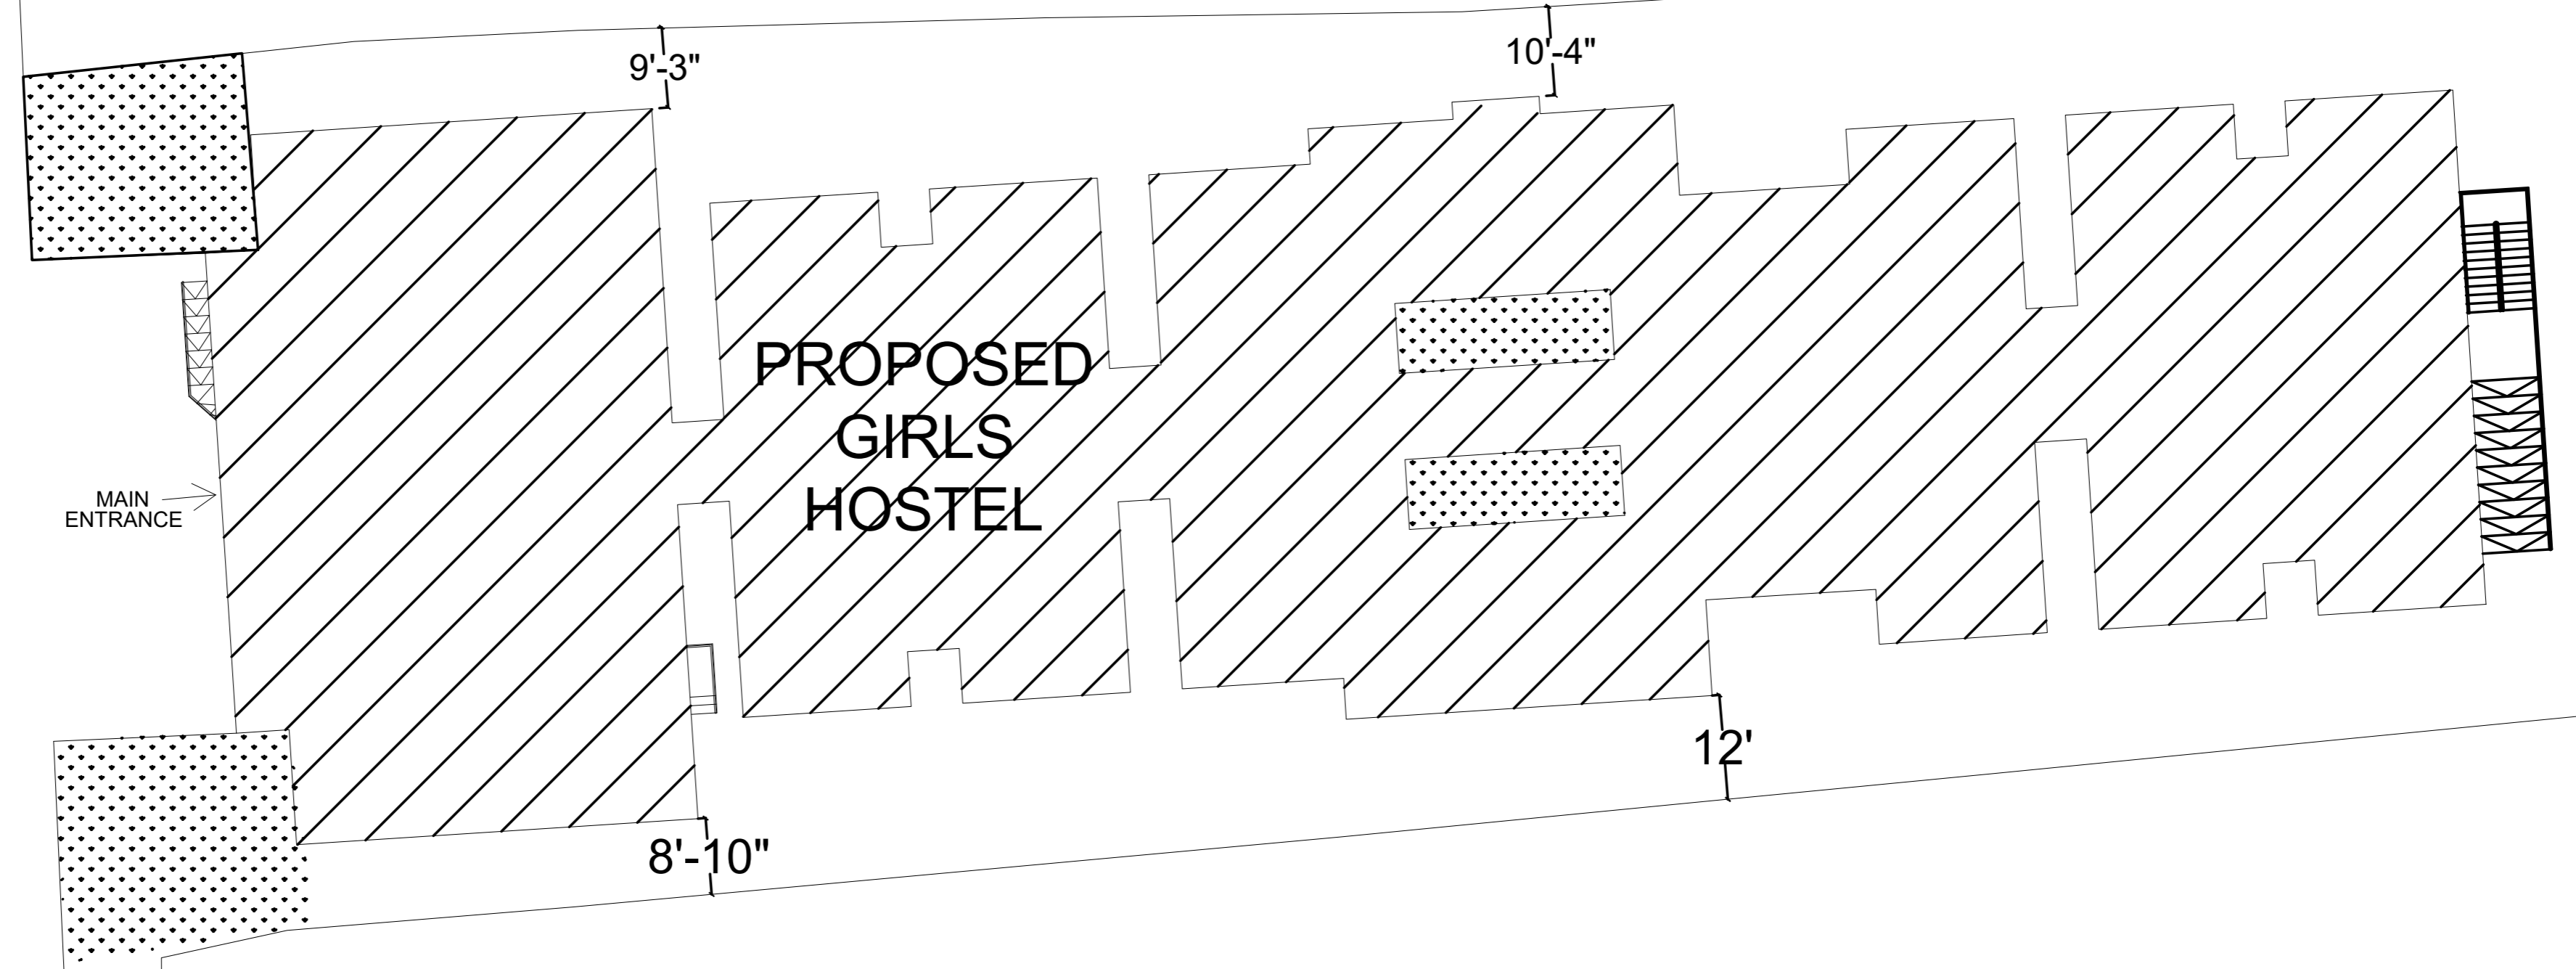 9'-3"
10'-4"
PROPOSED
GIRLS
HOSTEL
MAIN
ENTRANCE
12'
8'-10"